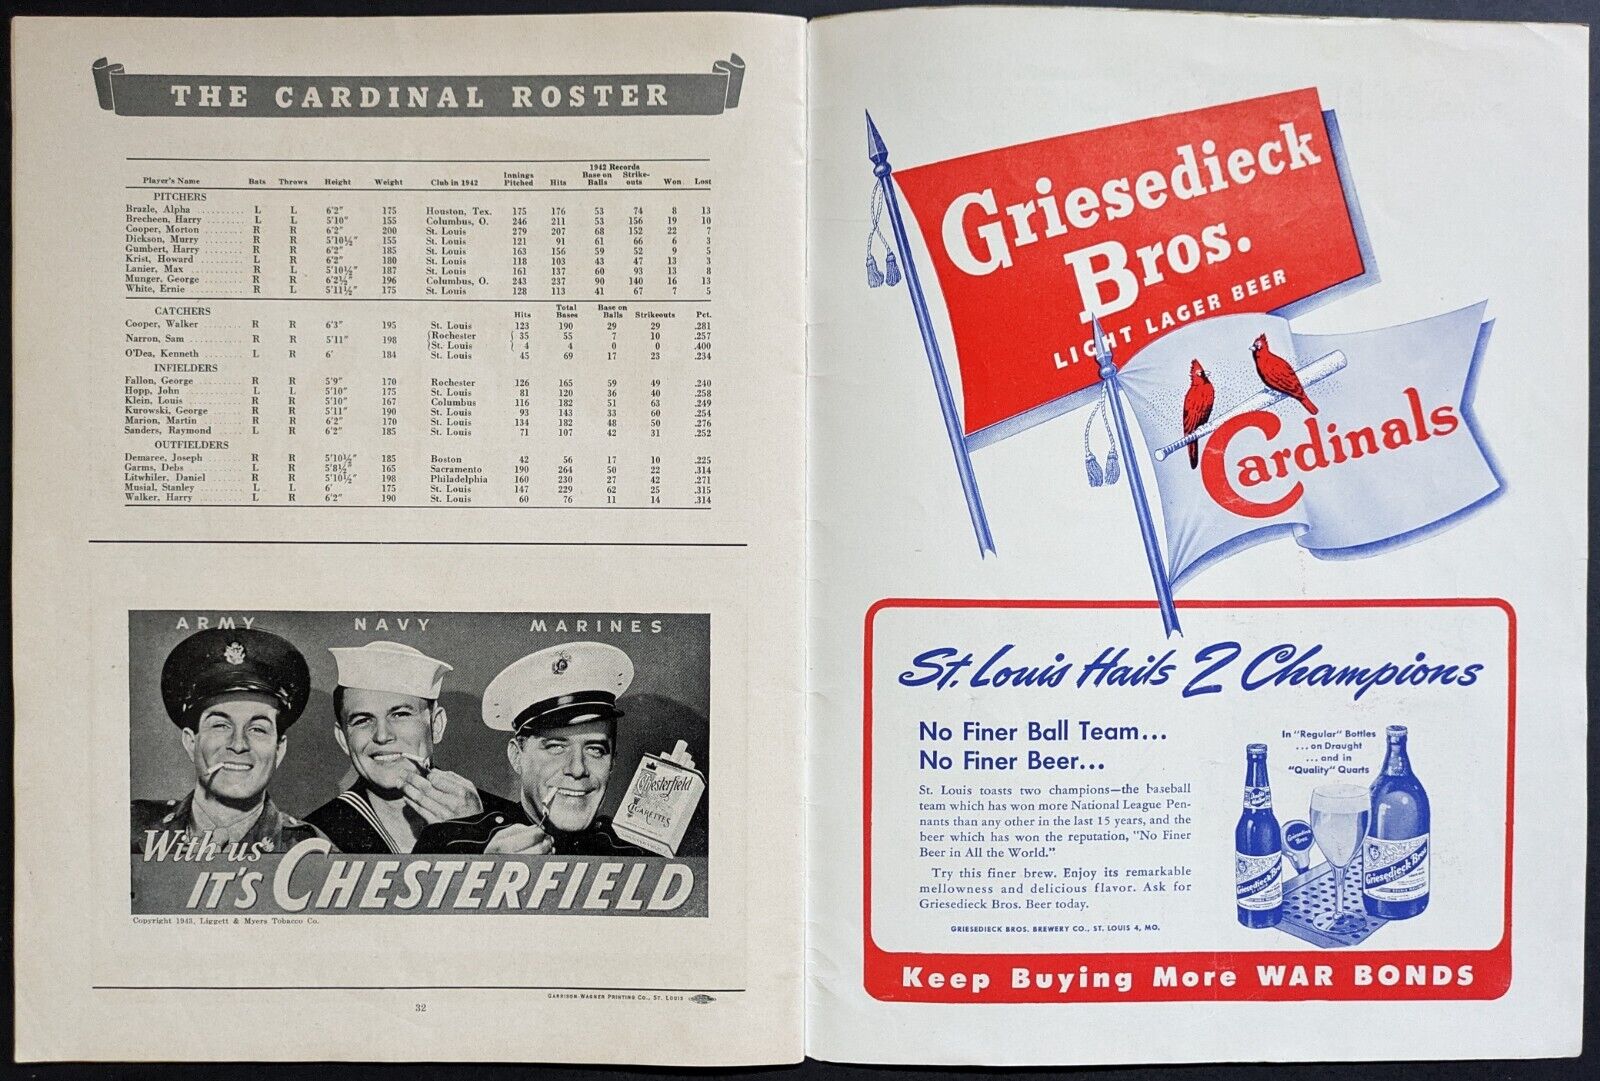 THE CARDINAL ROSTER
1942 Records
Innings Base on Strike-
Player's Name Bats Throws Height Weight Club in 1942 Pitched Hits Balls outs Won Lost
PITCHERS
Brazle, Alpha L L 6'2" 175 Houston, Tex. 175 176 53 74 8 13
Brecheen, Harry L L 5'10" 155 Columbus, O. 246 211 53 156 19 10
Cooper, Morton R R 6'2" 200 St. Louis 279 207 68 152 22 7
Dickson, Murry R R 5'10½" 155 St. Louis 121 91 61 66 6 3
Gumbert, Harry R R 6'2" 185 St. Louis 163 156 59 52 9 5
Krist, Howard L R 6'2" 180 St. Louis 118 103 43 47 13 3
Lanier, Max R L 5'10½" 187 St. Louis 161 137 60 93 13 8
Munger, George R R 6'2½" 196 Columbus, O. 243 237 90 140 16 13
White, Ernie R L 5'11½" 175 St. Louis 128 113 41 67 7 5
CATCHERS
Total Base on
Hits Bases Balls Strikeouts Pct.
Cooper, Walker R R 6'3" 195 St. Louis 123 190 29 29 .281
Narron, Sam R R 5'11" 198 {Rochester { 35 55 7 10 .257
{St. Louis { 4 4 0 0 .400
O'Dea, Kenneth L R 6' 184 St. Louis 45 69 17 23 .234
INFIELDERS
Fallon, George R R 5'9" 170 Rochester 126 165 59 49 .240
Hopp, John L L 5'10" 175 St. Louis 81 120 36 40 .258
Klein, Louis R R 5'10" 167 Columbus 116 182 51 63 .249
Kurowski, George R R 5'11" 190 St. Louis 93 143 33 60 .254
Marion, Martin R R 6'2" 170 St. Louis 134 182 48 50 .276
Sanders, Raymond L R 6'2" 185 St. Louis 71 107 42 31 .252
OUTFIELDERS
Demaree, Joseph R R 5'10½" 185 Boston 42 56 17 10 .225
Garms, Debs L R 5'8½" 165 Sacramento 190 264 50 22 .314
Litwhiler, Daniel R R 5'10½" 198 Philadelphia 160 230 27 42 .271
Musial, Stanley L L 6' 175 St. Louis 147 229 62 25 .315
Walker, Harry L R 6'2" 190 St. Louis 60 76 11 14 .314
ARMY NAVY MARINES
Chesterfield
CIGARETTES
With us
IT'S CHESTERFIELD
Copyright 1943, Liggett & Myers Tobacco Co.
GARRISON-WAGNER PRINTING CO., ST. LOUIS
32
Griesedieck
Bros.
LIGHT LAGER BEER
Cardinals
St. Louis Hails 2 Champions
No Finer Ball Team...
No Finer Beer...
St. Louis toasts two champions—the baseball
team which has won more National League Pen-
nants than any other in the last 15 years, and the
beer which has won the reputation, "No Finer
Beer in All the World."
Try this finer brew. Enjoy its remarkable
mellowness and delicious flavor. Ask for
Griesedieck Bros. Beer today.
GRIESEDIECK BROS. BREWERY CO., ST. LOUIS 4, MO.
In "Regular" Bottles
...on Draught
...and in
"Quality" Quarts
Griesedieck Bros.
Griesedieck Bros.
Griesedieck Bros
Keep Buying More WAR BONDS